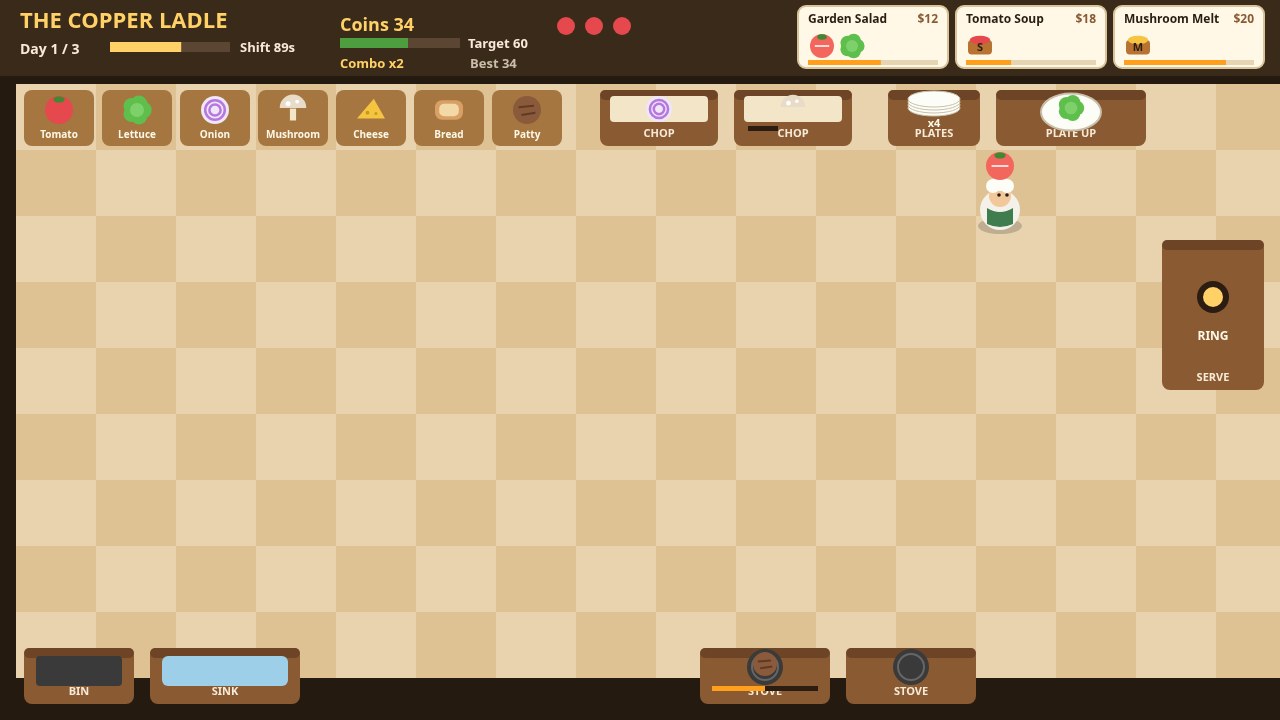 THE COPPER LADLE
Day 1 / 3
Shift 89s
Coins 34
Target 60
Combo x2
Best 34
Garden Salad $12
Tomato Soup $18
S
Mushroom Melt $20
M
Tomato
Lettuce
Onion
Mushroom
Cheese
Bread
Patty
CHOP
CHOP
x4
PLATES
PLATE UP
RING
SERVE
BIN
SINK
STOVE
STOVE